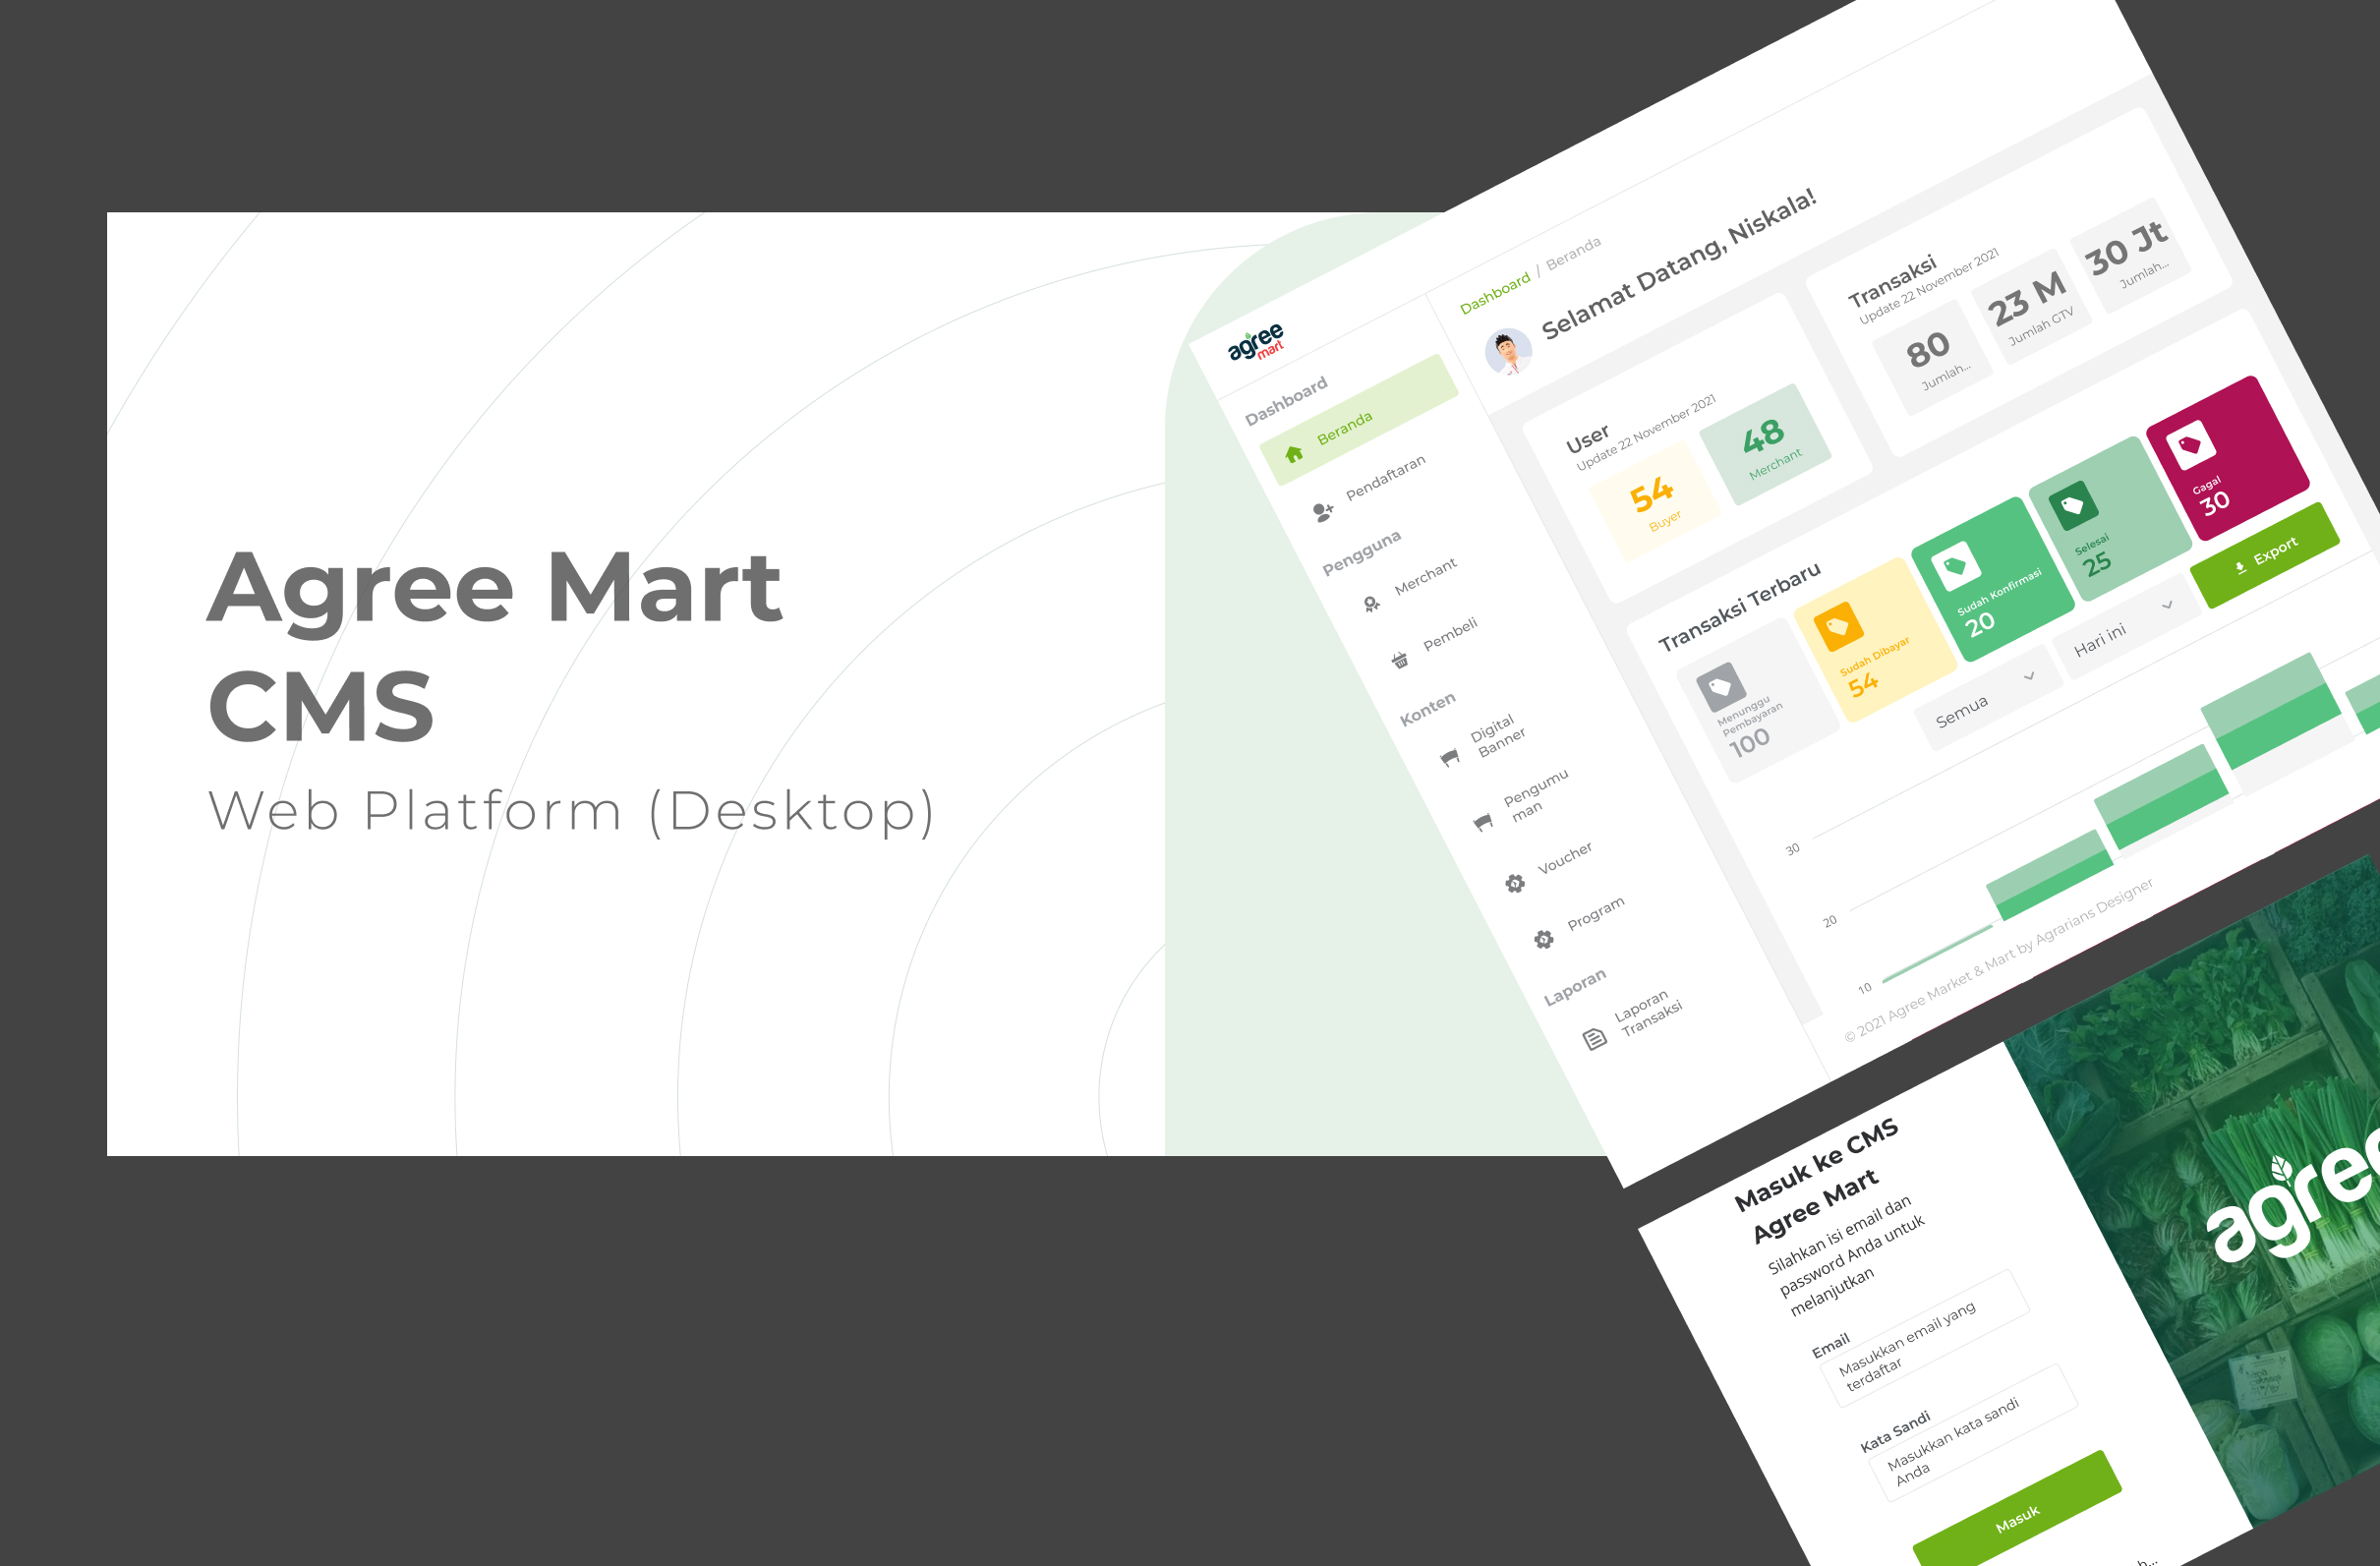 Agree Mart
CMS
Web Platform (Desktop)
agree
mart
Dashboard
Beranda
Pendaftaran
Pengguna
Merchant
Pembeli
Konten
Digital
Banner
Pengumu
man
Voucher
Program
Laporan
Laporan
Transaksi
Dashboard / Beranda
Selamat Datang, Niskala!
User
Update 22 November 2021
54
Buyer
48
Merchant
Transaksi
Update 22 November 2021
80
Jumlah...
23 M
Jumlah GTV
30 Jt
Jumlah...
Transaksi Terbaru
Menunggu
Pembayaran
100
Sudah Dibayar
54
Sudah Konfirmasi
20
Selesai
25
Gagal
30
Semua
Hari ini
Export
30
20
10
© 2021 Agree Market & Mart by Agrarians Designer
Masuk ke CMS
Agree Mart
Silahkan isi email dan
password Anda untuk
melanjutkan
Email
Masukkan email yang
terdaftar
Kata Sandi
Masukkan kata sandi
Anda
Masuk
agree